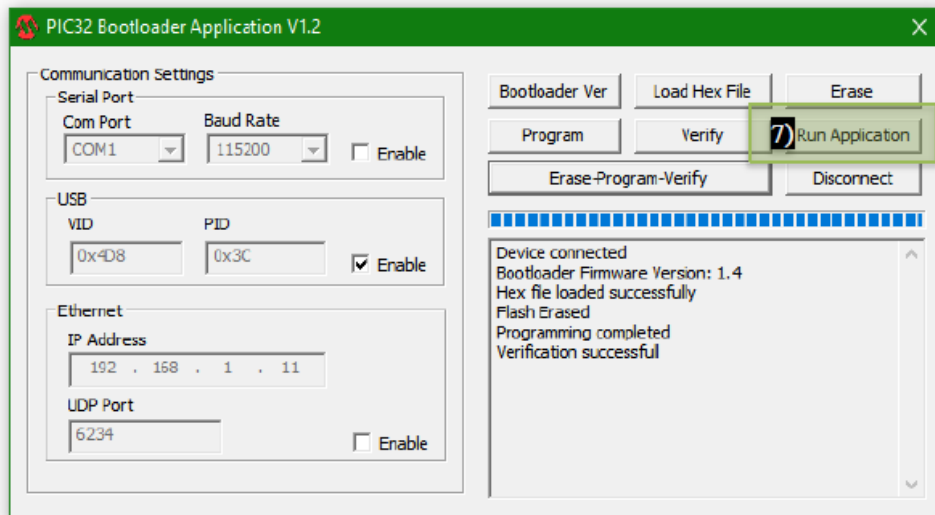 PIC32 Bootloader Application V1.2
Communication Settings
Serial Port
Com Port
Baud Rate
COM1
115200
Enable
USB
VID
PID
0x4D8
0x3C
Enable
Ethernet
IP Address
192 . 168 . 1 . 11
UDP Port
6234
Enable
Bootloader Ver
Load Hex File
Erase
Program
Verify
7) Run Application
Erase-Program-Verify
Disconnect
Device connected
Bootloader Firmware Version: 1.4
Hex file loaded successfully
Flash Erased
Programming completed
Verification successfull